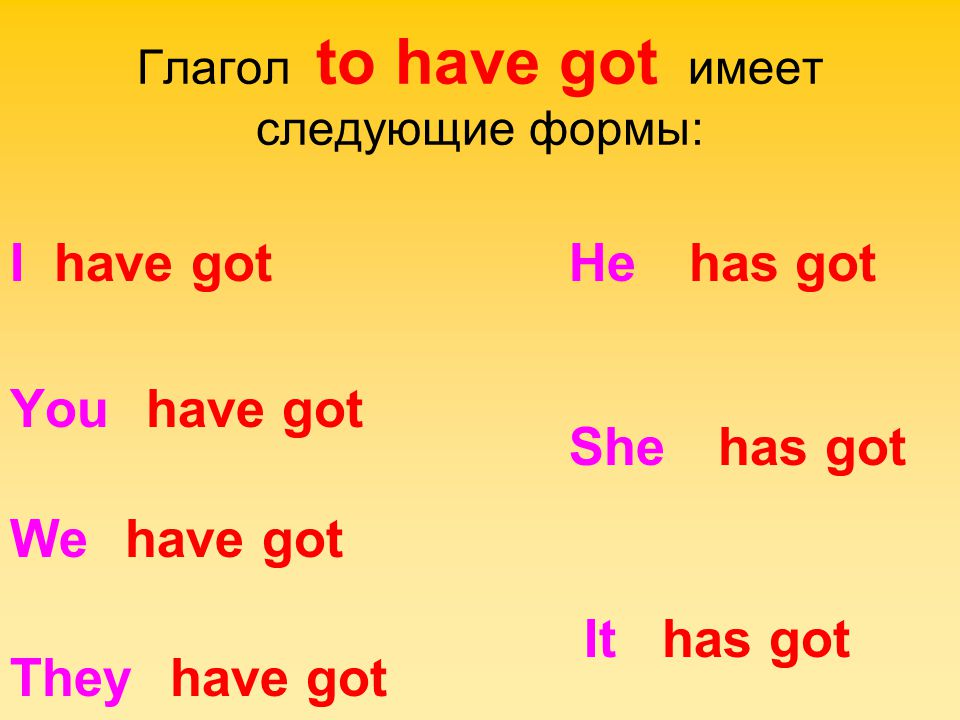 Глагол to have got имеет
следующие формы:
I have got
You have got
We have got
They have got
He has got
She has got
It has got